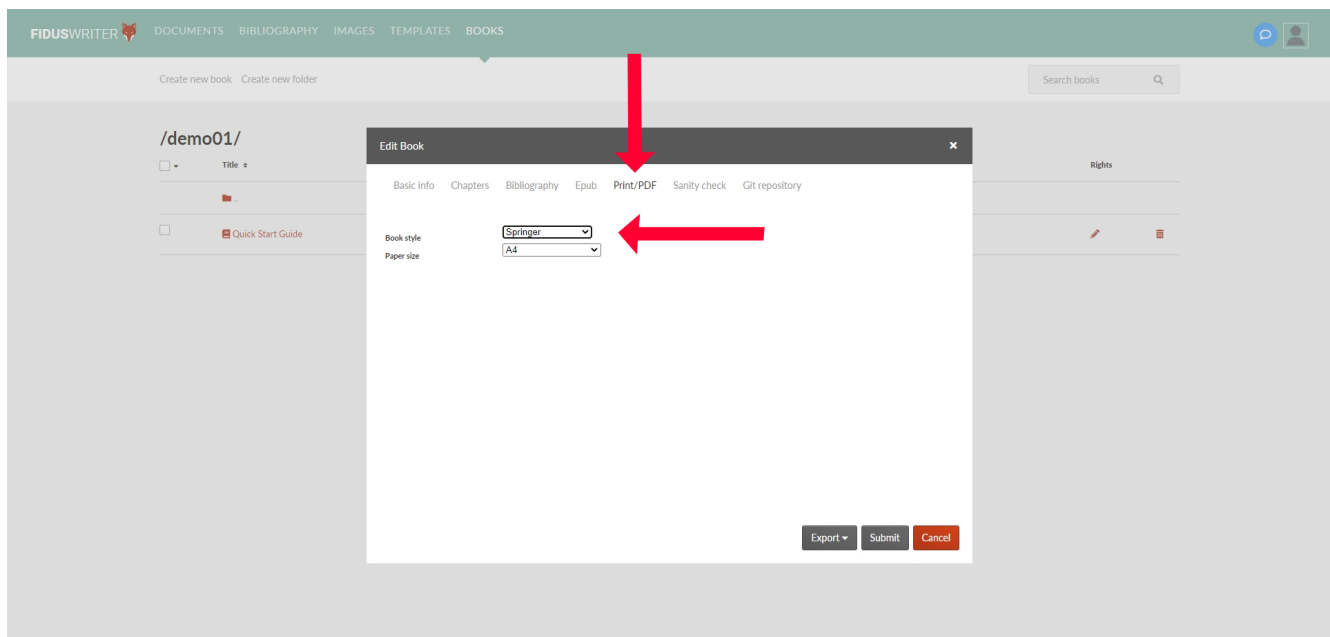 FIDUSWRITER DOCUMENTS BIBLIOGRAPHY IMAGES TEMPLATES BOOKS
Create new book Create new folder Search books
/demo01/
Edit Book ×
Title Rights
Basic info Chapters Bibliography Epub Print/PDF Sanity check Git repository
..
Quick Start Guide
Book style Springer
Paper size A4
Export Submit Cancel